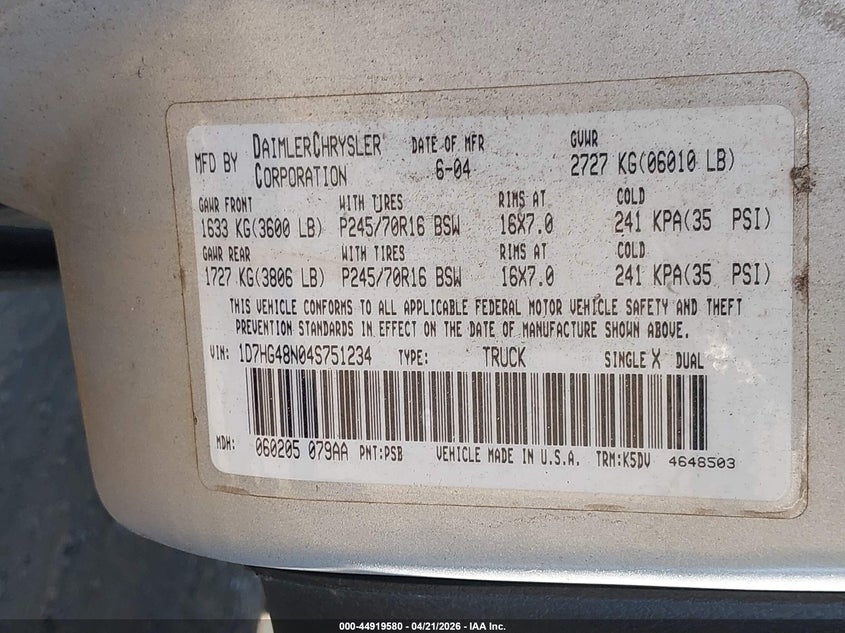 MFD BY DAIMLERCHRYSLER CORPORATION DATE OF MFR 6-04 GVWR 2727 KG(06010 LB)
GAWR FRONT WITH TIRES RIMS AT COLD
1633 KG(3600 LB) P245/70R16 BSW 16X7.0 241 KPA(35 PSI)
GAWR REAR WITH TIRES RIMS AT COLD
1727 KG(3806 LB) P245/70R16 BSW 16X7.0 241 KPA(35 PSI)
THIS VEHICLE CONFORMS TO ALL APPLICABLE FEDERAL MOTOR VEHICLE SAFETY AND THEFT
PREVENTION STANDARDS IN EFFECT ON THE DATE OF MANUFACTURE SHOWN ABOVE.
VIN: 1D7HG48N04S751234 TYPE: TRUCK SINGLE X DUAL
MDH: 060205 079AA PNT:PSB VEHICLE MADE IN U.S.A. TRM:K5DV 4648503
000-44919580 - 04/21/2026 - IAA Inc.